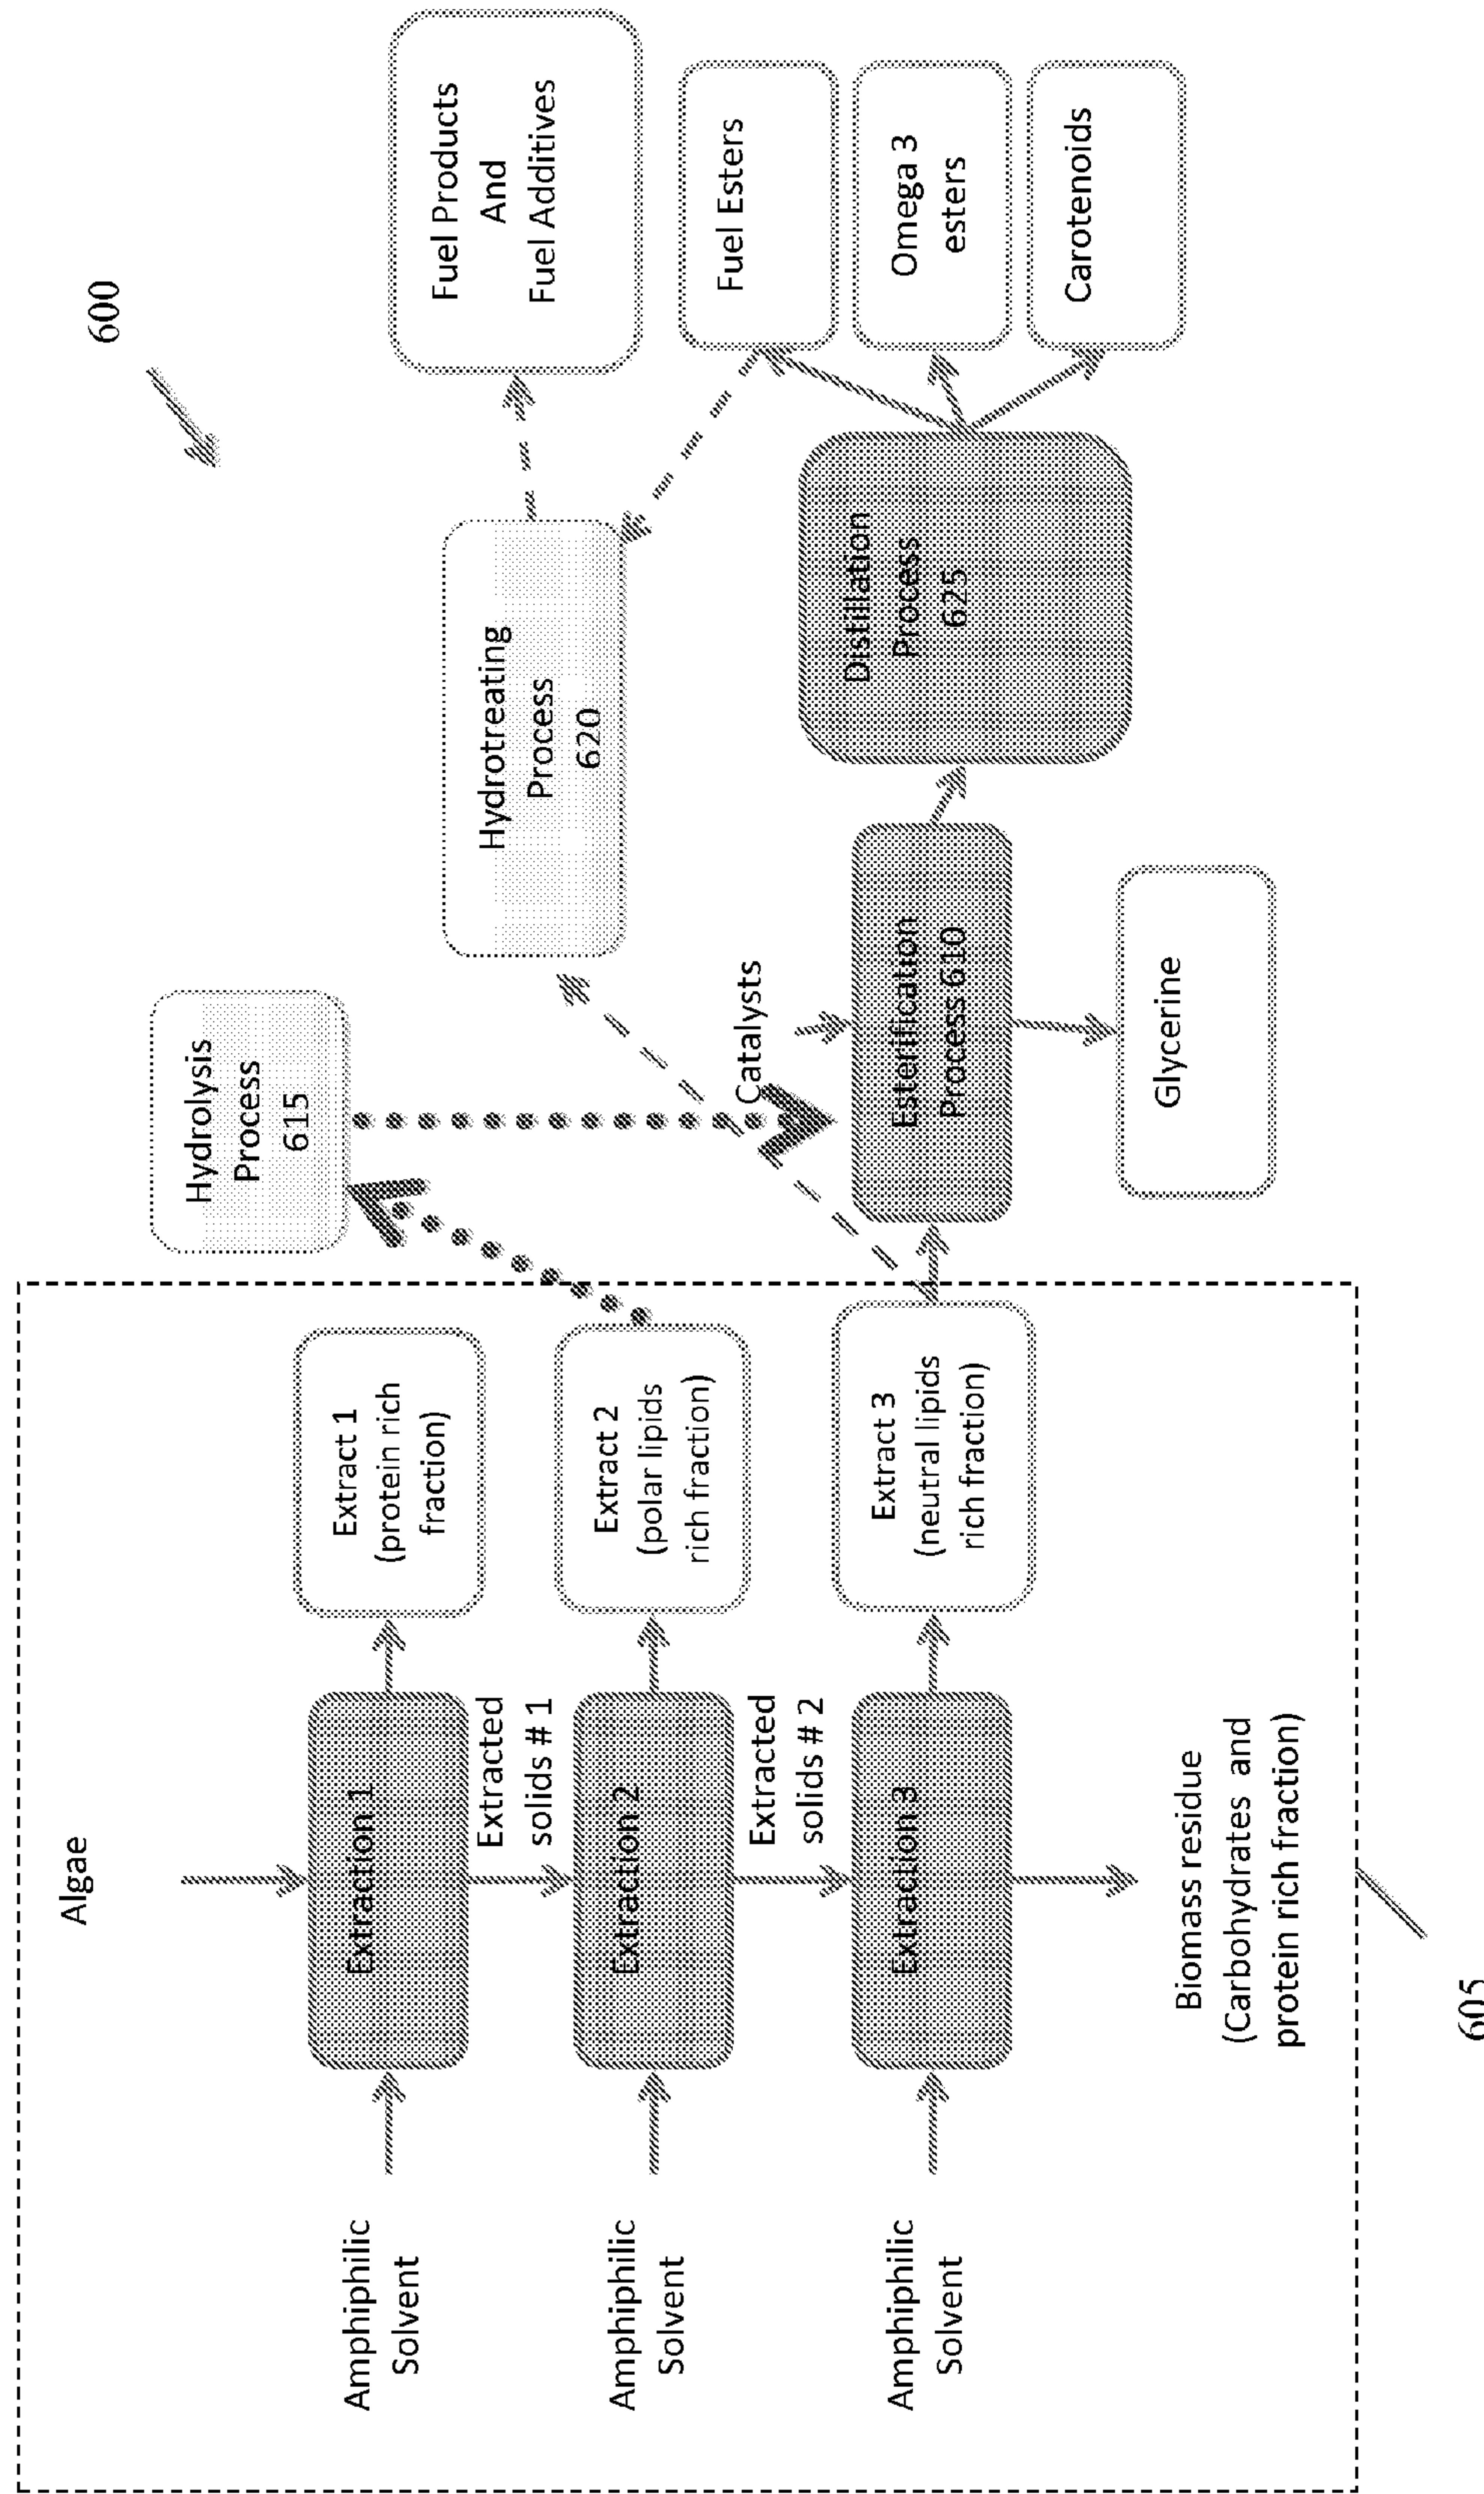 600
Algae
Amphiphilic
Solvent
Extraction 1
Extract 1
(protein rich
fraction)
Extracted
solids # 1
Amphiphilic
Solvent
Extraction 2
Extract 2
(polar lipids
rich fraction)
Extracted
solids # 2
Amphiphilic
Solvent
Extraction 3
Extract 3
(neutral lipids
rich fraction)
Biomass residue
(Carbohydrates and
protein rich fraction)
605
Hydrolysis
Process
615
Catalysts
Esterification
Process 610
Glycerine
Hydrotreating
Process
620
Distillation
Process
625
Fuel Products
And
Fuel Additives
Fuel Esters
Omega 3
esters
Carotenoids